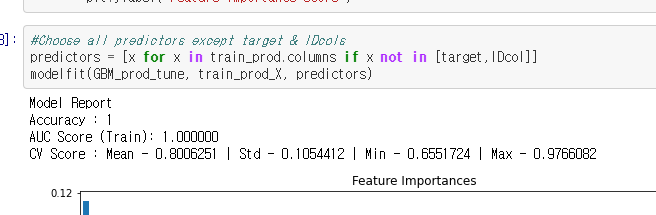 #Choose all predictors except target & IDcols
predictors = [x for x in train_prod.columns if x not in [target,IDcol]]
modelfit(GBM_prod_tune, train_prod_X, predictors)
Model Report
Accuracy : 1
AUC Score (Train): 1.000000
CV Score : Mean - 0.8006251 | Std - 0.1054412 | Min - 0.6551724 | Max - 0.9766082
Feature Importances
0.12